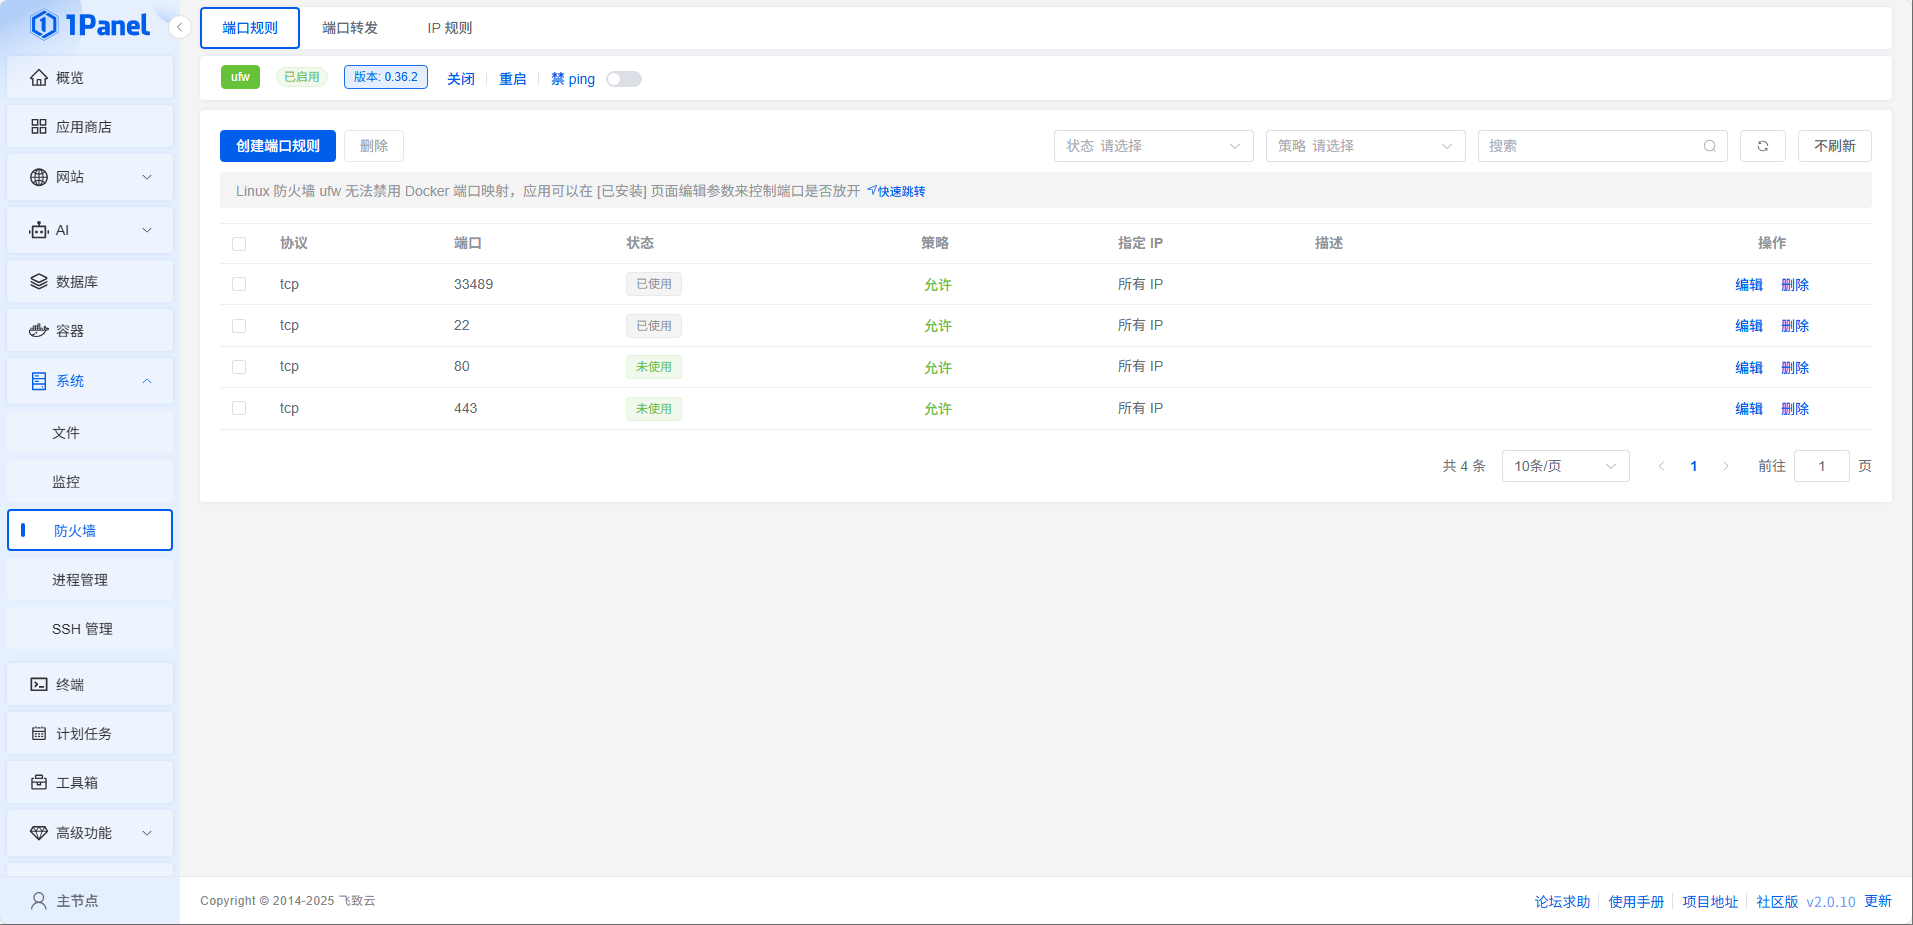 1Panel
概览
应用商店
网站
AI
数据库
容器
系统
文件
监控
防火墙
进程管理
SSH 管理
终端
计划任务
工具箱
高级功能
主节点
端口规则 端口转发 IP 规则
ufw 已启用 版本: 0.36.2 关闭 重启 禁 ping
创建端口规则 删除 状态 请选择 策略 请选择 搜索 不刷新
Linux 防火墙 ufw 无法禁用 Docker 端口映射，应用可以在 [已安装] 页面编辑参数来控制端口是否放开 快速跳转
协议 端口 状态 策略 指定 IP 描述 操作
tcp 33489 已使用 允许 所有 IP 编辑 删除
tcp 22 已使用 允许 所有 IP 编辑 删除
tcp 80 未使用 允许 所有 IP 编辑 删除
tcp 443 未使用 允许 所有 IP 编辑 删除
共 4 条 10条/页 1 前往 1 页
Copyright © 2014-2025 飞致云 论坛求助 使用手册 项目地址 社区版 v2.0.10 更新